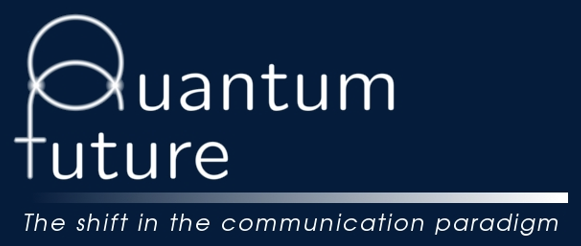 Quantum
future
The shift in the communication paradigm